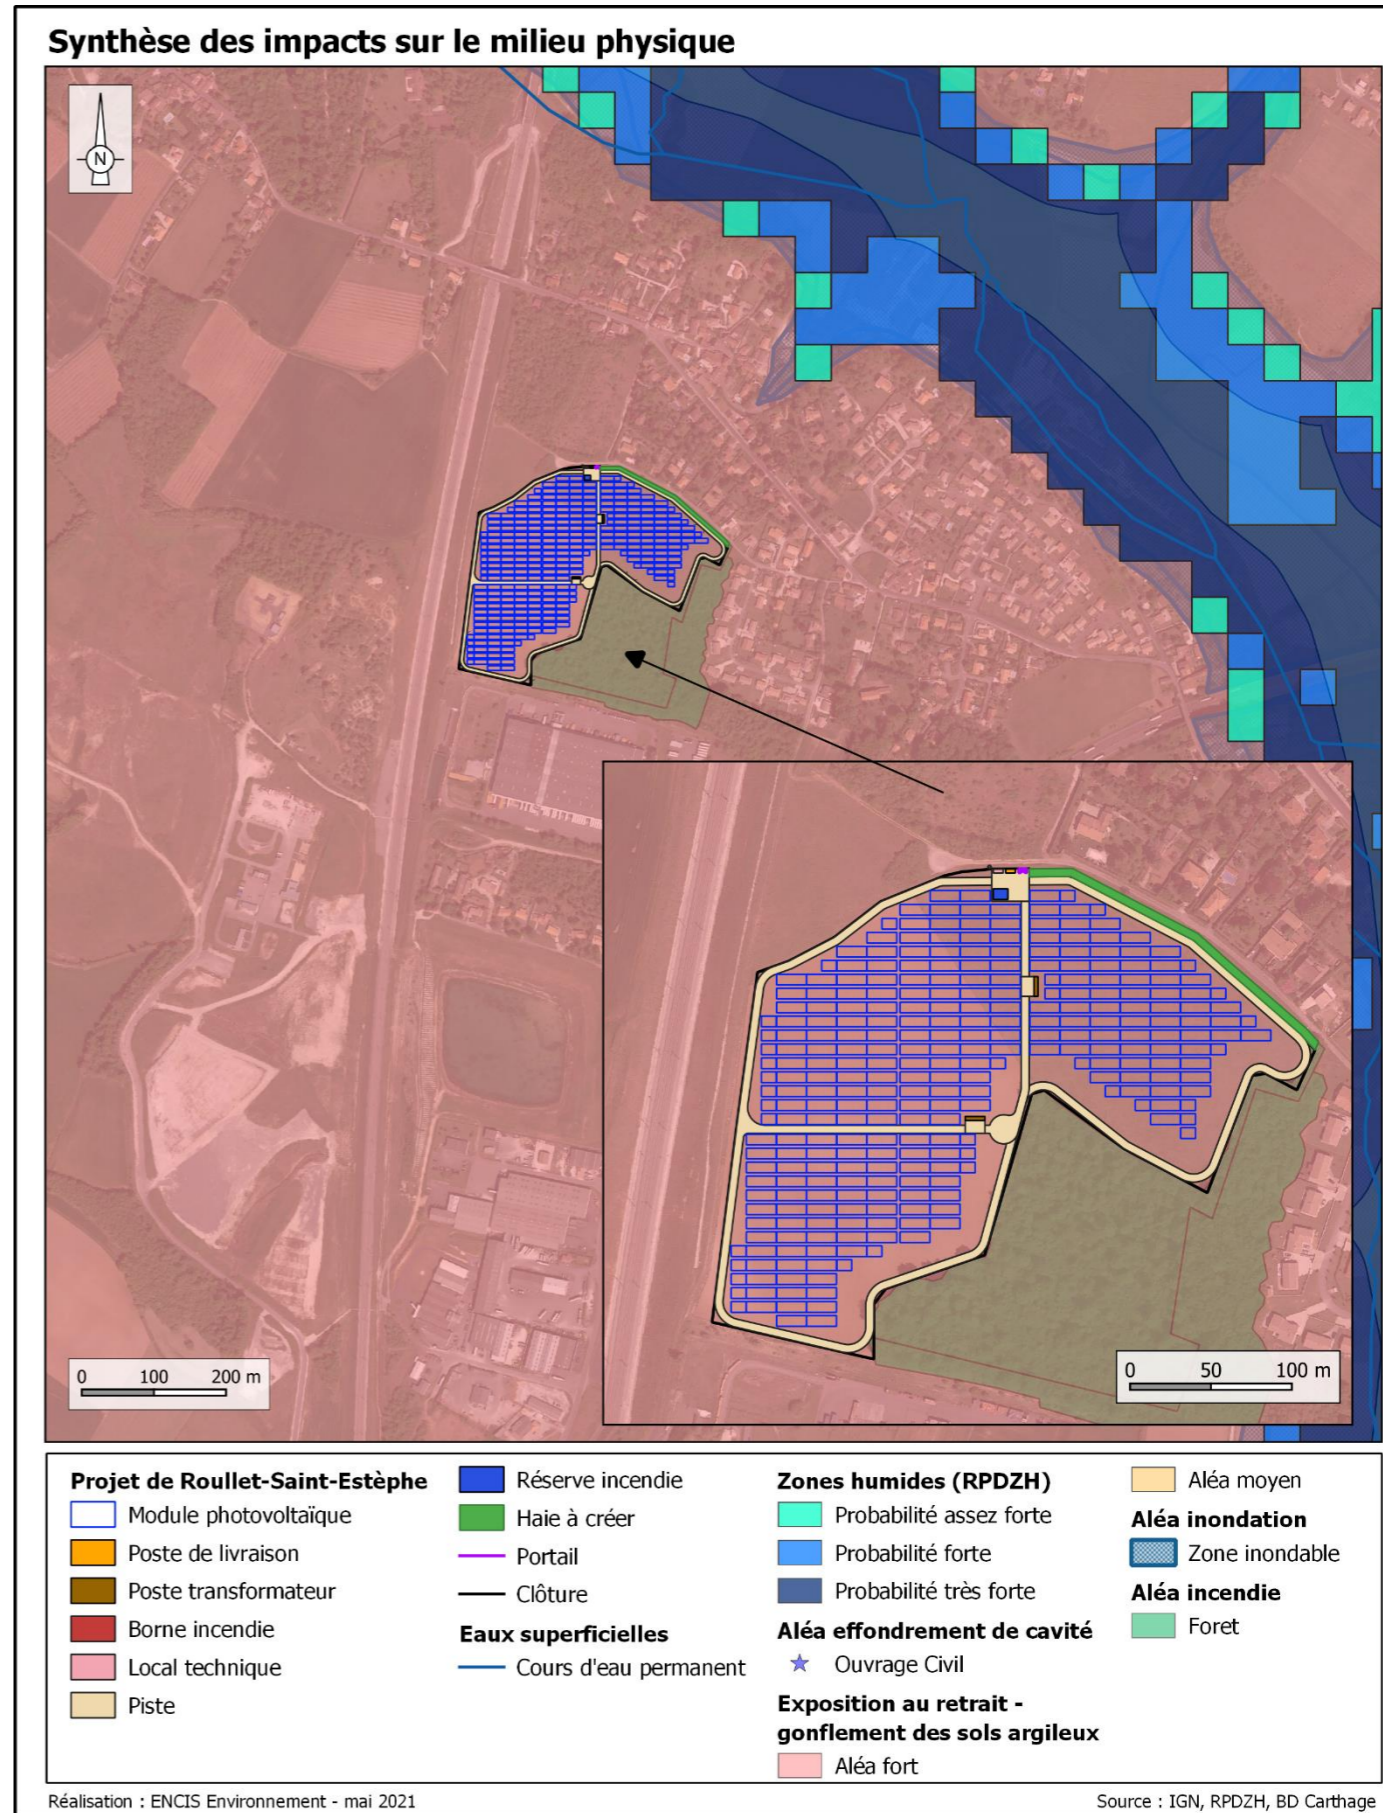 Synthèse des impacts sur le milieu physique
N
0 100 200 m
0 50 100 m
Projet de Roullet-Saint-Estèphe
Module photovoltaïque
Poste de livraison
Poste transformateur
Borne incendie
Local technique
Piste
Réserve incendie
Haie à créer
Portail
Clôture
Eaux superficielles
Cours d'eau permanent
Zones humides (RPDZH)
Probabilité assez forte
Probabilité forte
Probabilité très forte
Aléa effondrement de cavité
Ouvrage Civil
Exposition au retrait -
gonflement des sols argileux
Aléa fort
Aléa moyen
Aléa inondation
Zone inondable
Aléa incendie
Foret
Réalisation : ENCIS Environnement - mai 2021
Source : IGN, RPDZH, BD Carthage